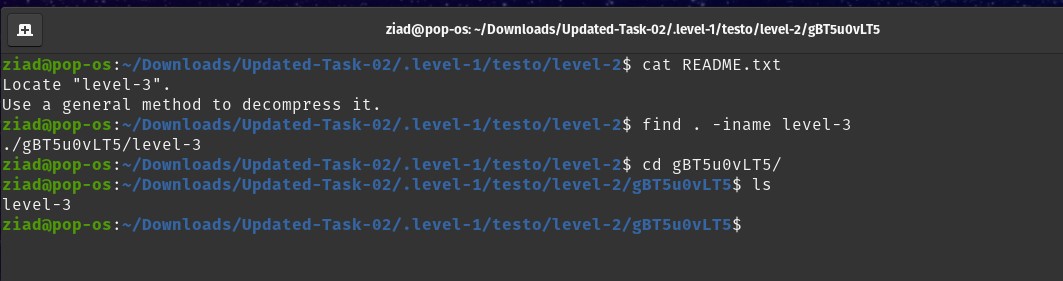 ziad@pop-os: ~/Downloads/Updated-Task-02/.level-1/testo/level-2/gBT5u0vLT5
ziad@pop-os:~/Downloads/Updated-Task-02/.level-1/testo/level-2$ cat README.txt
Locate "level-3".
Use a general method to decompress it.
ziad@pop-os:~/Downloads/Updated-Task-02/.level-1/testo/level-2$ find . -iname level-3
./gBT5u0vLT5/level-3
ziad@pop-os:~/Downloads/Updated-Task-02/.level-1/testo/level-2$ cd gBT5u0vLT5/
ziad@pop-os:~/Downloads/Updated-Task-02/.level-1/testo/level-2/gBT5u0vLT5$ ls
level-3
ziad@pop-os:~/Downloads/Updated-Task-02/.level-1/testo/level-2/gBT5u0vLT5$